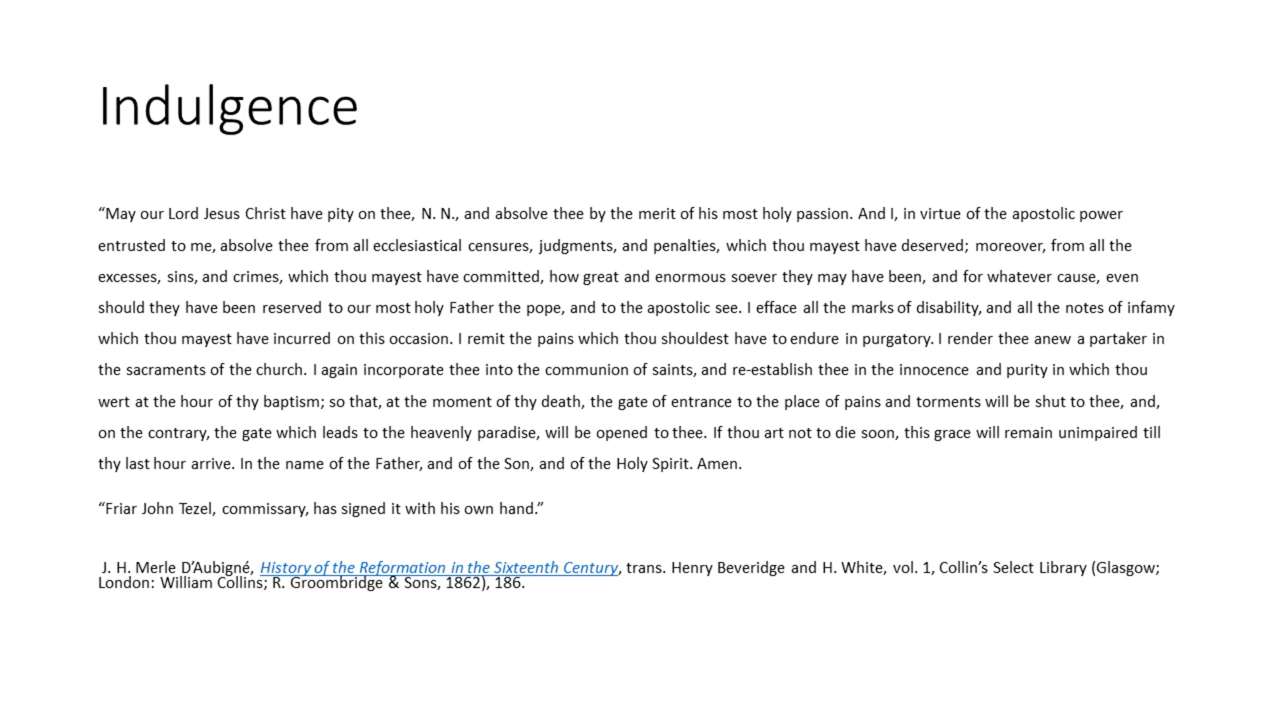 Indulgence
“May our Lord Jesus Christ have pity on thee, N. N., and absolve thee by the merit of his most holy passion. And I, in virtue of the apostolic power
entrusted to me, absolve thee from all ecclesiastical censures, judgments, and penalties, which thou mayest have deserved; moreover, from all the
excesses, sins, and crimes, which thou mayest have committed, how great and enormous soever they may have been, and for whatever cause, even
should they have been reserved to our most holy Father the pope, and to the apostolic see. I efface all the marks of disability, and all the notes of infamy
which thou mayest have incurred on this occasion. I remit the pains which thou shouldest have to endure in purgatory. I render thee anew a partaker in
the sacraments of the church. I again incorporate thee into the communion of saints, and re-establish thee in the innocence and purity in which thou
wert at the hour of thy baptism; so that, at the moment of thy death, the gate of entrance to the place of pains and torments will be shut to thee, and,
on the contrary, the gate which leads to the heavenly paradise, will be opened to thee. If thou art not to die soon, this grace will remain unimpaired till
thy last hour arrive. In the name of the Father, and of the Son, and of the Holy Spirit. Amen.
“Friar John Tezel, commissary, has signed it with his own hand.”
J. H. Merle D’Aubigné, History of the Reformation in the Sixteenth Century, trans. Henry Beveridge and H. White, vol. 1, Collin’s Select Library (Glasgow;
London: William Collins; R. Groombridge & Sons, 1862), 186.